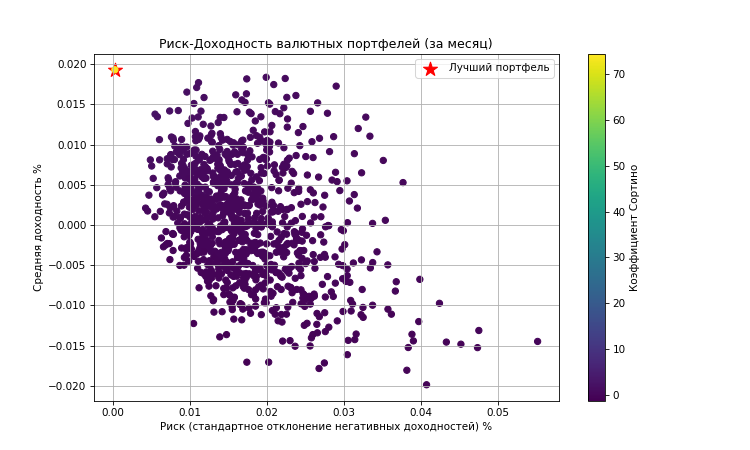 Риск-Доходность валютных портфелей (за месяц)
Лучший портфель
Средняя доходность %
0.020
0.015
0.010
0.005
0.000
−0.005
−0.010
−0.015
−0.020
0.00 0.01 0.02 0.03 0.04 0.05
Риск (стандартное отклонение негативных доходностей) %
70
60
50
40
30
20
10
0
Коэффициент Сортино